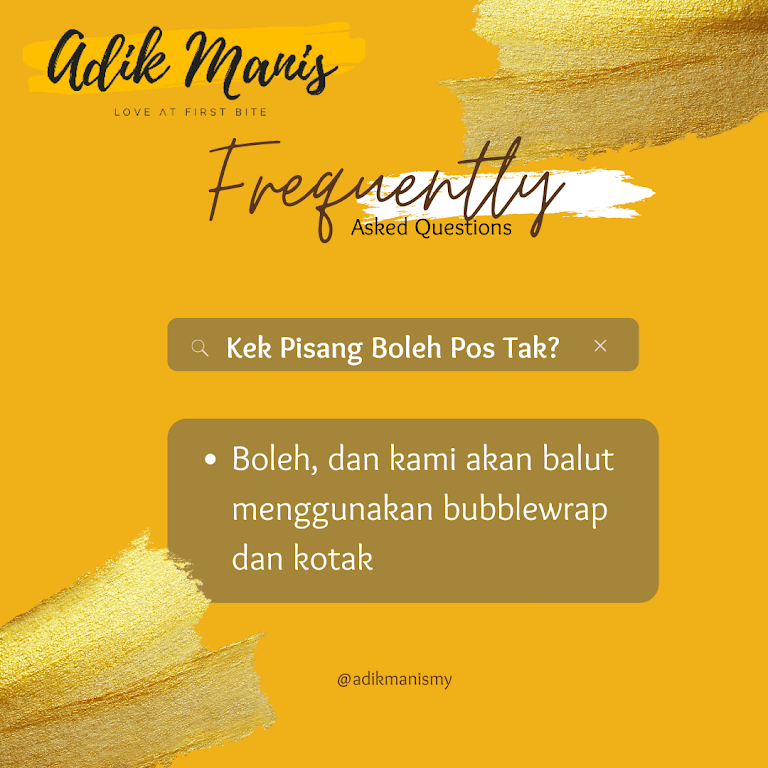 Adik Manis
LOVE AT FIRST BITE
Frequently
Asked Questions
Kek Pisang Boleh Pos Tak?
• Boleh, dan kami akan balut
menggunakan bubblewrap
dan kotak
@adikmanismy